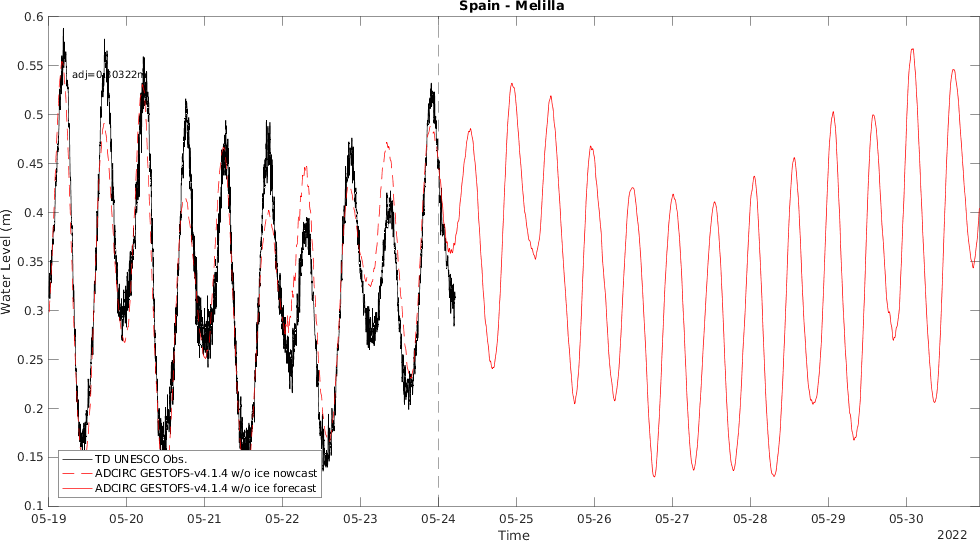 Spain - Melilla
0.6
0.55
adj=0.30322m
0.5
0.45
0.4
0.35
0.3
0.25
0.2
0.15
0.1
Water Level (m)
TD UNESCO Obs.
ADCIRC GESTOFS-v4.1.4 w/o ice nowcast
ADCIRC GESTOFS-v4.1.4 w/o ice forecast
05-19 05-20 05-21 05-22 05-23 05-24 05-25 05-26 05-27 05-28 05-29 05-30
Time
2022